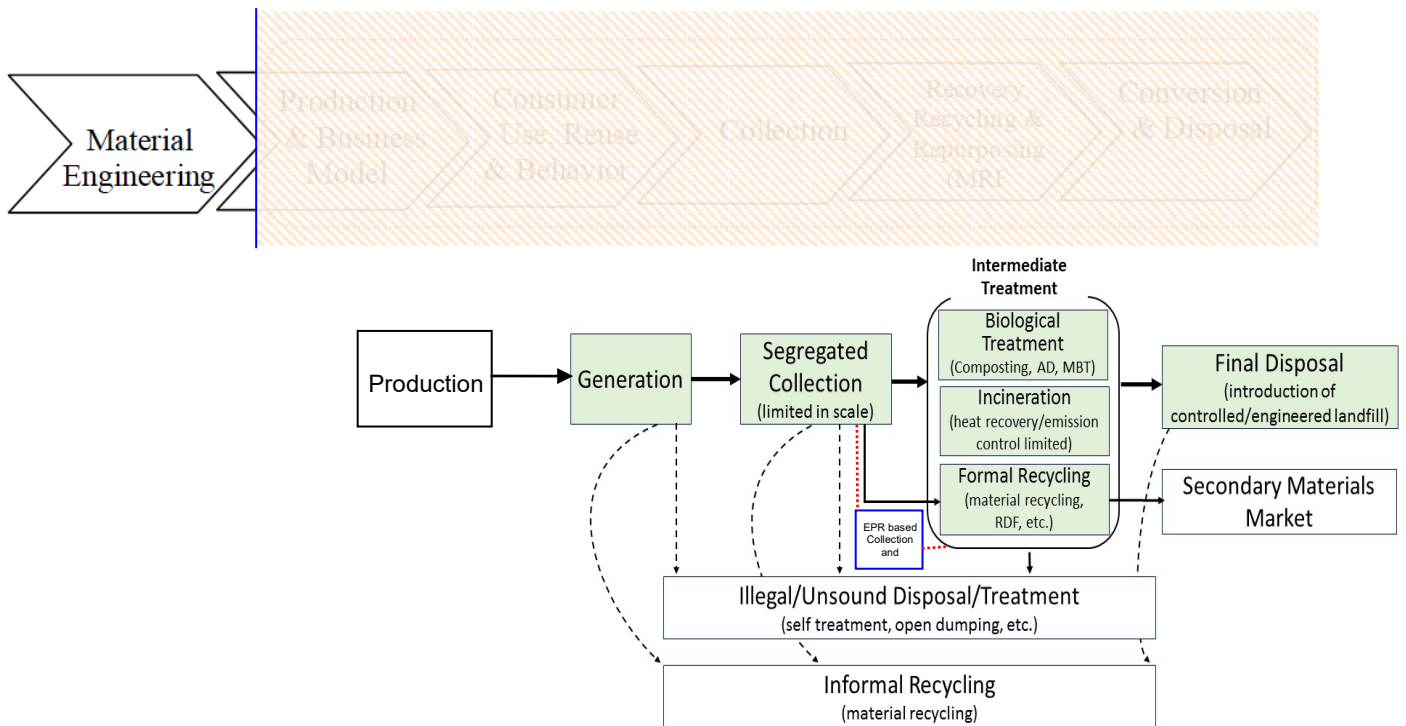 Material
Engineering
Production
& Business
Model
Consumer
Use, Reuse
& Behavior
Collection
Recovery,
Recycling &
Repurposing
(MRF
Conversion
& Disposal
Intermediate
Treatment
Production
Generation
Segregated
Collection
(limited in scale)
Biological
Treatment
(Composting, AD, MBT)
Incineration
(heat recovery/emission
control limited)
Formal Recycling
(material recycling,
RDF, etc.)
Final Disposal
(introduction of
controlled/engineered landfill)
Secondary Materials
Market
EPR based
Collection
and
Illegal/Unsound Disposal/Treatment
(self treatment, open dumping, etc.)
Informal Recycling
(material recycling)